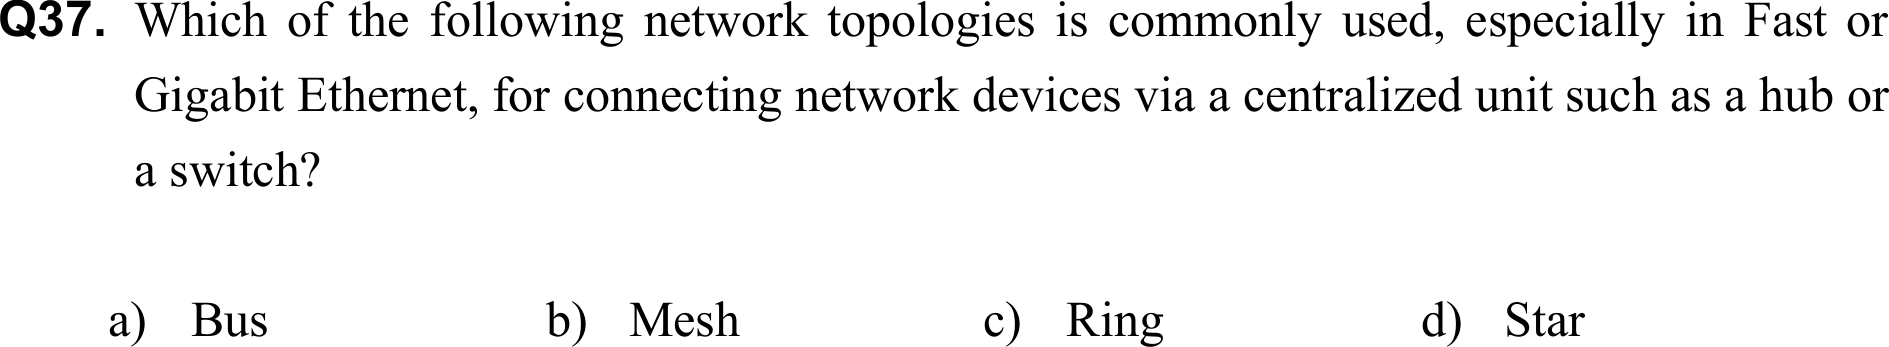 Q37. Which of the following network topologies is commonly used, especially in Fast or
Gigabit Ethernet, for connecting network devices via a centralized unit such as a hub or
a switch?
a) Bus b) Mesh c) Ring d) Star